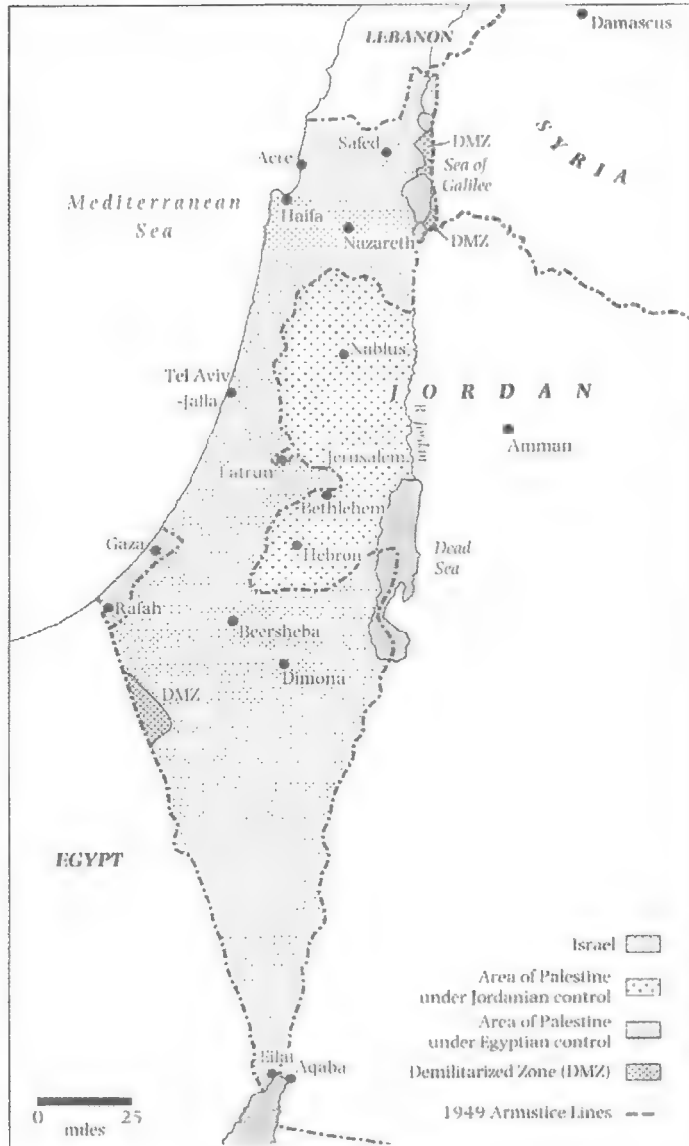 LEBANON
Damascus
SYRIA
Safed
DMZ
Acre
Sea of
Galilee
Mediterranean
Sea
Haifa
Nazareth
DMZ
Nablus
Tel Aviv
-Jaffa
JORDAN
Amman
Jerusalem
Latrun
Bethlehem
Gaza
Hebron
Dead
Sea
Rafah
Beersheba
Dimona
DMZ
EGYPT
Israel
Area of Palestine
under Jordanian control
Area of Palestine
under Egyptian control
Demilitarized Zone (DMZ)
Eilat
Aqaba
0 25
miles
1949 Armistice Lines